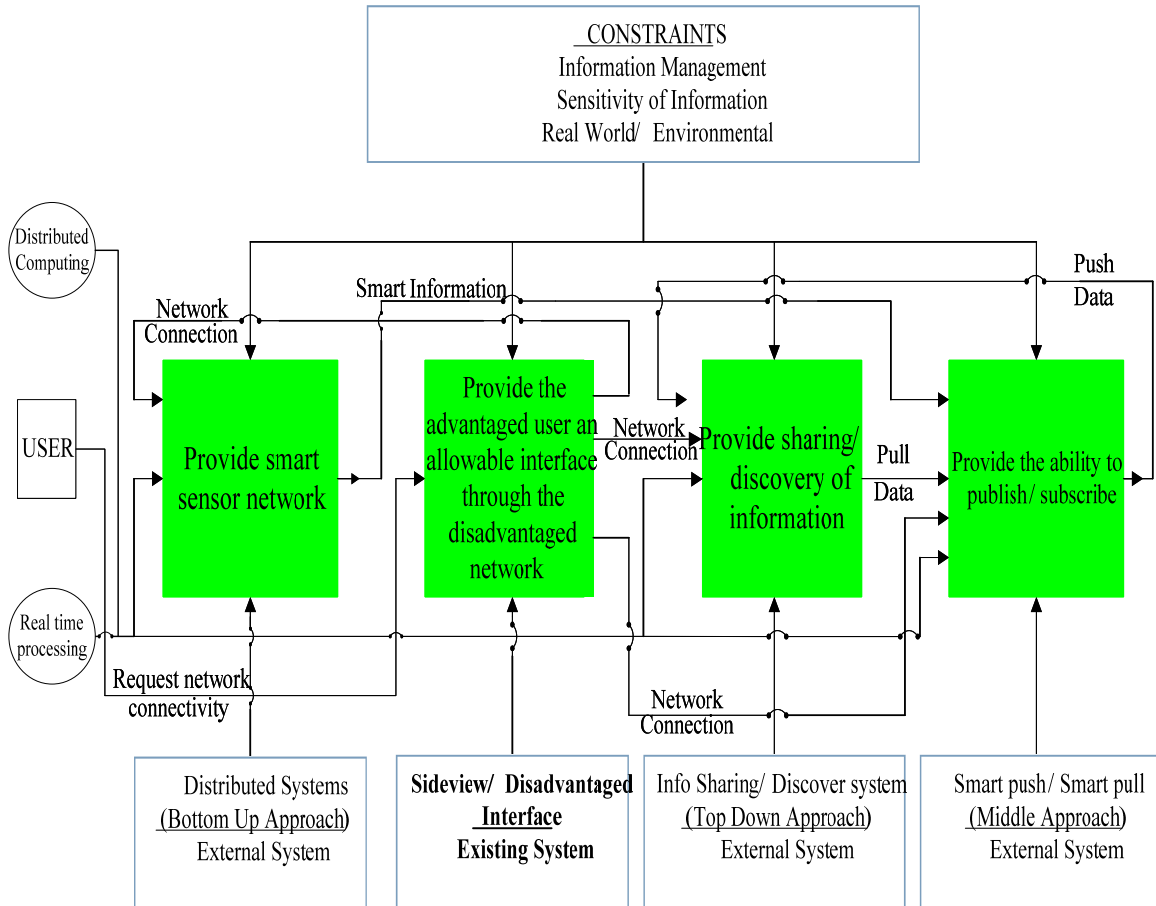 CONSTRAINTS
Information Management
Sensitivity of Information
Real World/ Environmental
Distributed
Computing
Smart Information
Push
Data
Network
Connection
USER
Provide smart
sensor network
Provide the
advantaged user an
allowable interface
through the
disadvantaged
network
Network
Connection
Provide sharing/
discovery of
information
Pull
Data
Provide the ability to
publish/ subscribe
Real time
processing
Request network
connectivity
Network
Connection
Distributed Systems
(Bottom Up Approach)
External System
Sideview/ Disadvantaged
Interface
Existing System
Info Sharing/ Discover system
(Top Down Approach)
External System
Smart push/ Smart pull
(Middle Approach)
External System